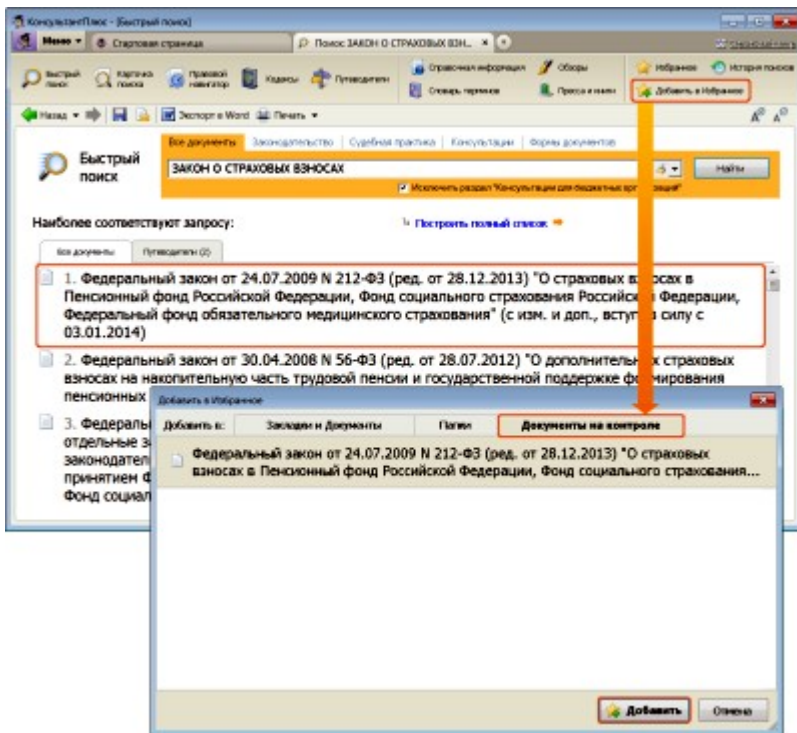 КонсультантПлюс - [Быстрый поиск]
Меню
Стартовая страница
Поиск: ЗАКОН О СТРАХОВЫХ ВЗН...
Быстрый поиск
Карточка поиска
Правовой навигатор
Кодексы
Путеводители
Справочная информация
Словарь терминов
Обзоры
Пресса и книги
Избранное
История поисков
Добавить в Избранное
Назад
Экспорт в Word
Печать
Быстрый поиск
Все документы
Законодательство
Судебная практика
Консультации
Формы документов
ЗАКОН О СТРАХОВЫХ ВЗНОСАХ
Найти
Исключить раздел "Консультации для бюджетных организаций"
Наиболее соответствуют запросу:
Построить полный список
Все документы
Путеводители (2)
1. Федеральный закон от 24.07.2009 N 212-ФЗ (ред. от 28.12.2013) "О страховых взносах в
Пенсионный фонд Российской Федерации, Фонд социального страхования Российской Федерации,
Федеральный фонд обязательного медицинского страхования" (с изм. и доп., вступ. в силу с
03.01.2014)
2. Федеральный закон от 30.04.2008 N 56-ФЗ (ред. от 28.07.2012) "О дополнительных страховых
взносах на накопительную часть трудовой пенсии и государственной поддержке формирования
пенсионных
3. Федераль
отдельные з
законодател
принятием Ф
Фонд социал
Добавить в Избранное
Добавить в:
Закладки и Документы
Папки
Документы на контроле
Федеральный закон от 24.07.2009 N 212-ФЗ (ред. от 28.12.2013) "О страховых
взносах в Пенсионный фонд Российской Федерации, Фонд социального страхования...
Добавить
Отмена